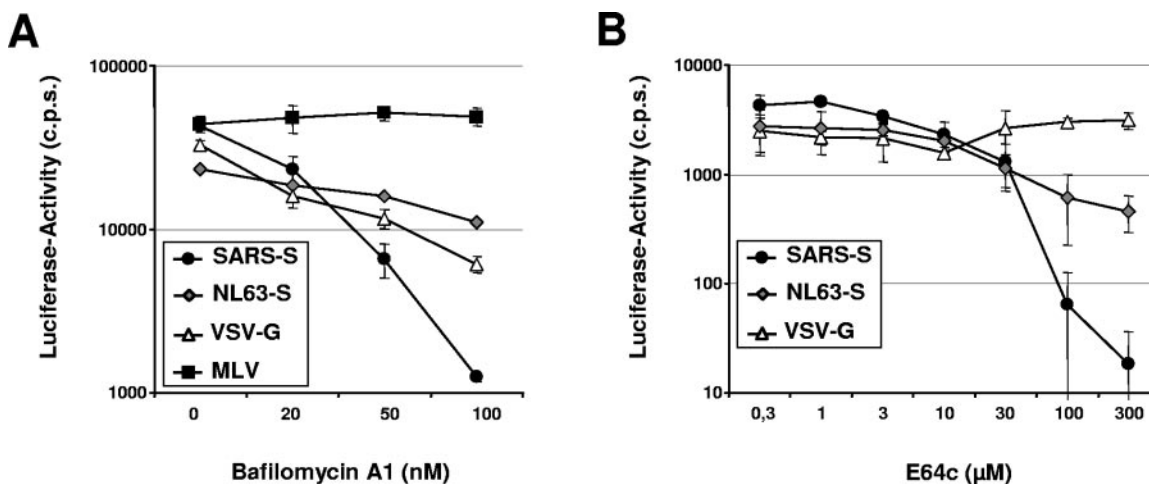 A
Luciferase-Activity (c.p.s.)
100000
10000
1000
SARS-S
NL63-S
VSV-G
MLV
0 20 50 100
Bafilomycin A1 (nM)
B
Luciferase-Activity (c.p.s.)
10000
1000
100
10
SARS-S
NL63-S
VSV-G
0,3 1 3 10 30 100 300
E64c (µM)